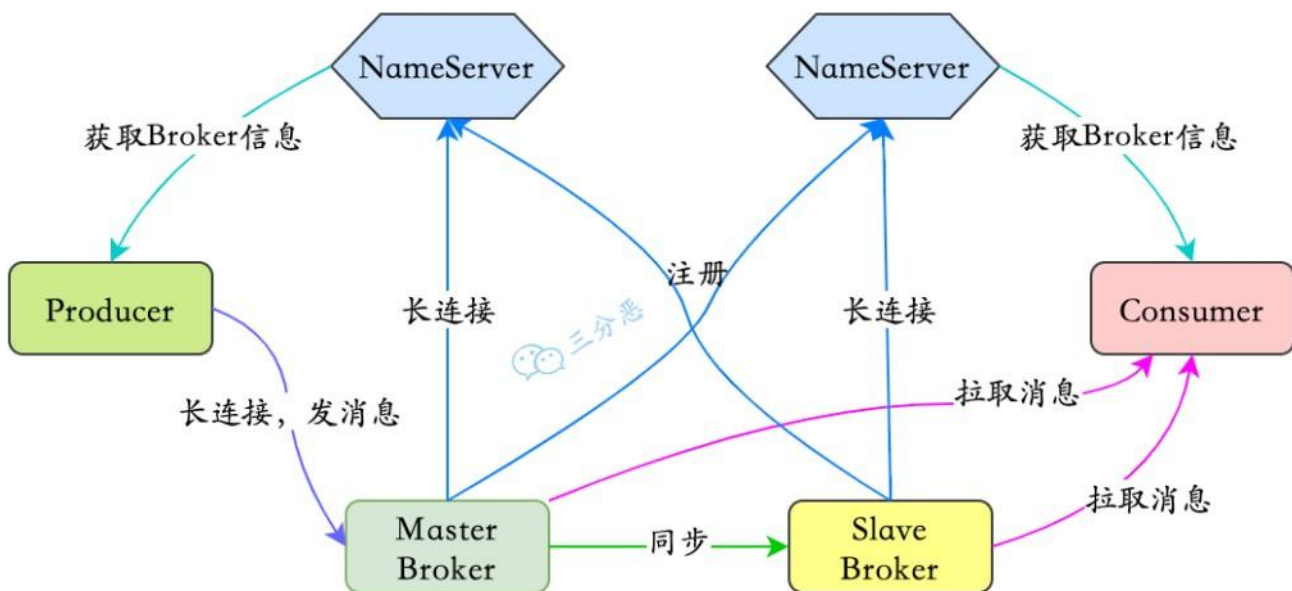 NameServer
NameServer
获取Broker信息
获取Broker信息
注册
长连接
长连接
Producer
Consumer
三分恶
长连接，发消息
拉取消息
拉取消息
Master
Broker
同步
Slave
Broker